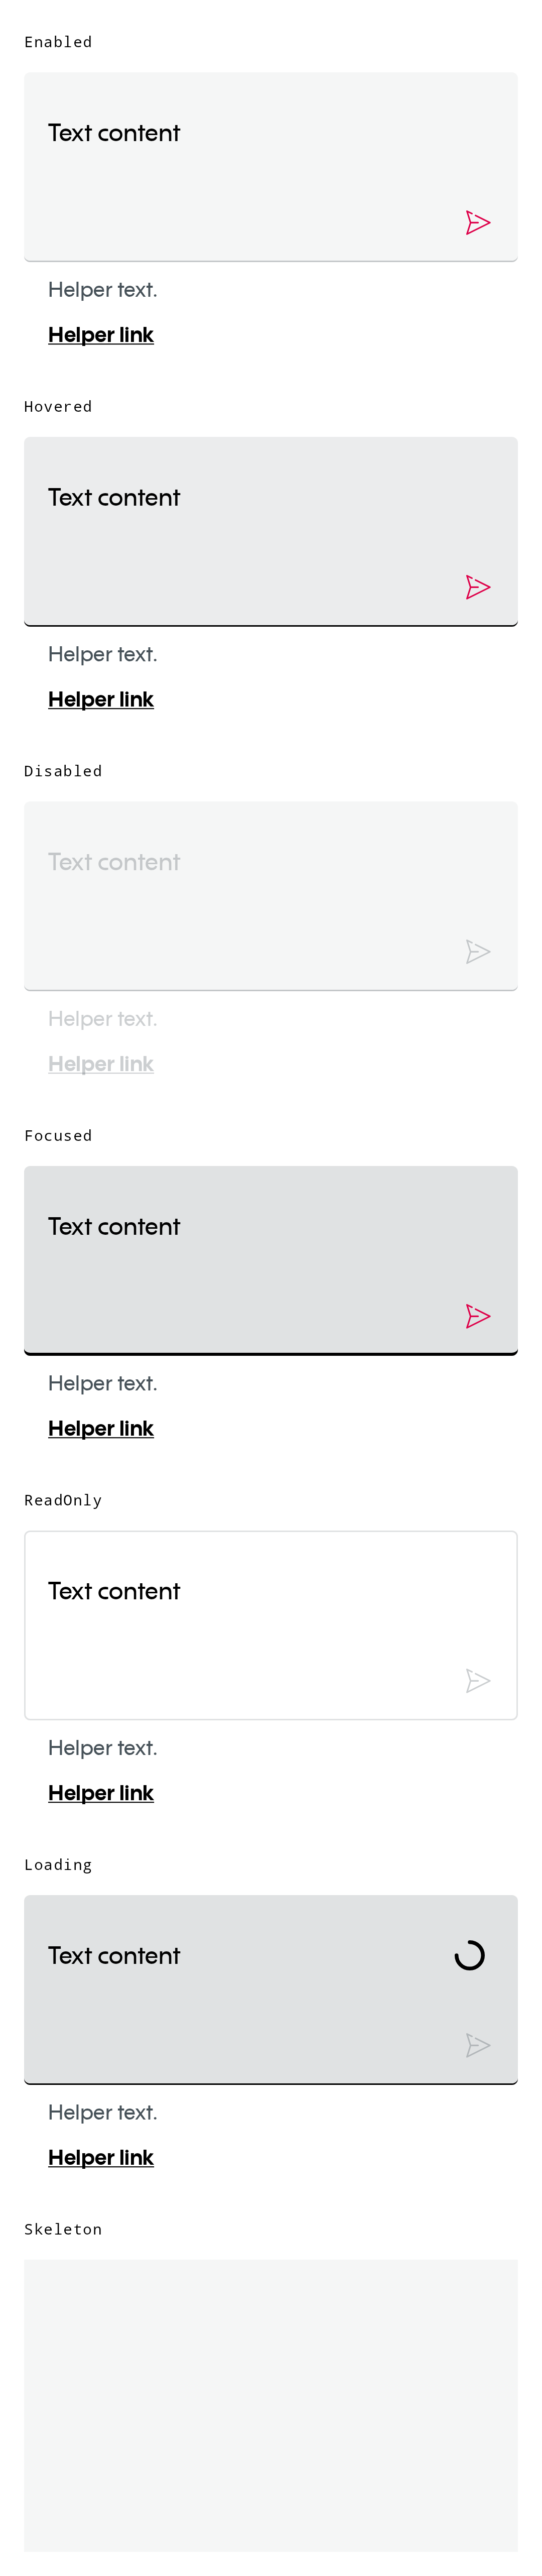 Enabled
Text content
Helper text.
Helper link
Hovered
Text content
Helper text.
Helper link
Disabled
Text content
Helper text.
Helper link
Focused
Text content
Helper text.
Helper link
ReadOnly
Text content
Helper text.
Helper link
Loading
Text content
Helper text.
Helper link
Skeleton